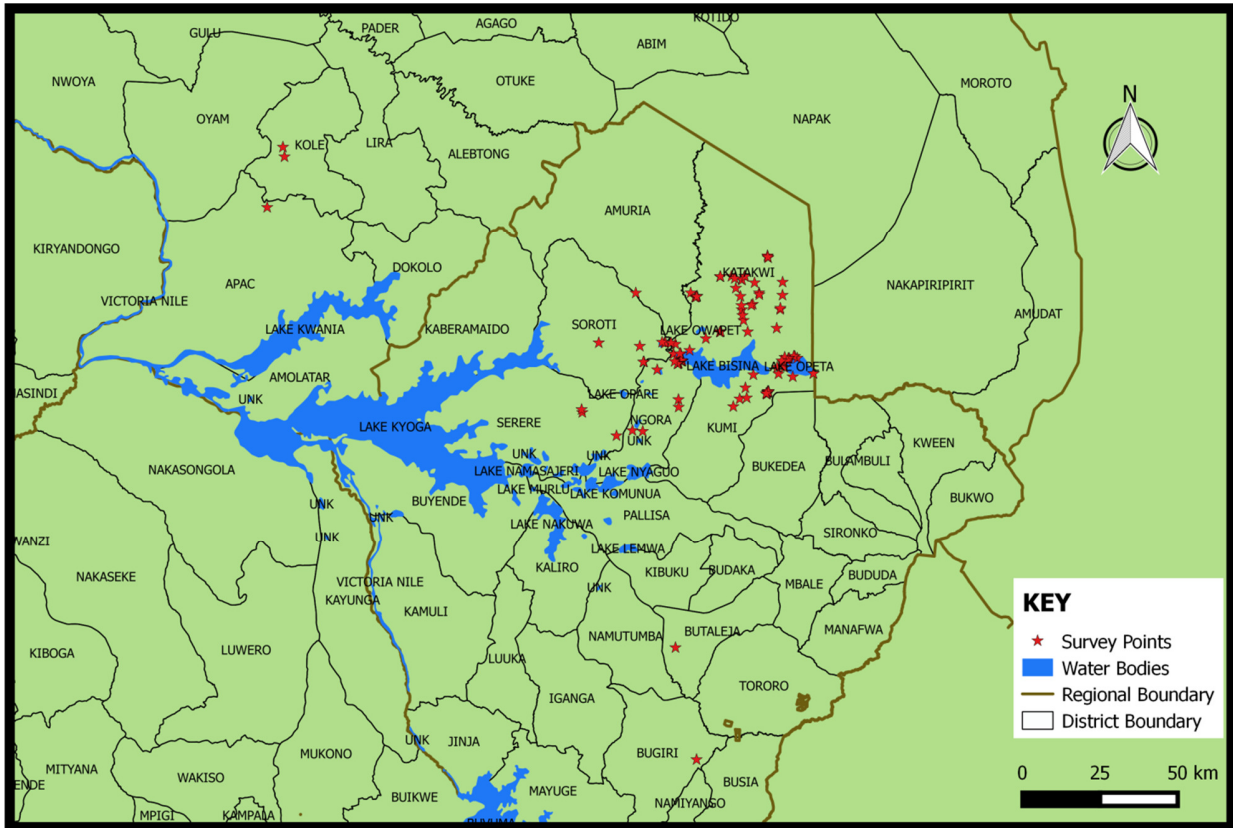 KOTIDO
PADER
AGAGO
GULU
ABIM
NWOYA
OTUKE
MOROTO
N
OYAM
NAPAK
KOLE
LIRA
ALEBTONG
AMURIA
KIRYANDONGO
DOKOLO
KATAKWI
APAC
NAKAPIRIPIRIT
VICTORIA NILE
AMUDAT
LAKE KWANIA
KABERAMAIDO
SOROTI
LAKE OWAPET
LAKE BISINA
LAKE OPETA
AMOLATAR
ASINDI
LAKE OPARE
UNK
NGORA
SERERE
LAKE KYOGA
KUMI
UNK
KWEEN
UNK
UNK
BULAMBULI
NAKASONGOLA
BUKEDEA
LAKE NAMASAJERI
LAKE NYAGUO
BUKWO
LAKE MURLU
LAKE KOMUNUA
BUYENDE
UNK
PALLISA
UNK
LAKE NAKUWA
SIRONKO
UNK
WANZI
LAKE LEMWA
KALIRO
KIBUKU
BUDAKA
NAKASEKE
BUDUDA
VICTORIA NILE
MBALE
UNK
KAYUNGA
KAMULI
KEY
MANAFWA
BUTALEJA
NAMUTUMBA
Survey Points
LUWERO
KIBOGA
LUUKA
Water Bodies
TORORO
Regional Boundary
IGANGA
District Boundary
UNK
JINJA
MUKONO
BUGIRI
MITYANA
WAKISO
0 25 50 km
BUSIA
ENDE
MAYUGE
BUIKWE
NAMIYANGO
MPIGI
KAMPALA
BUVUMA